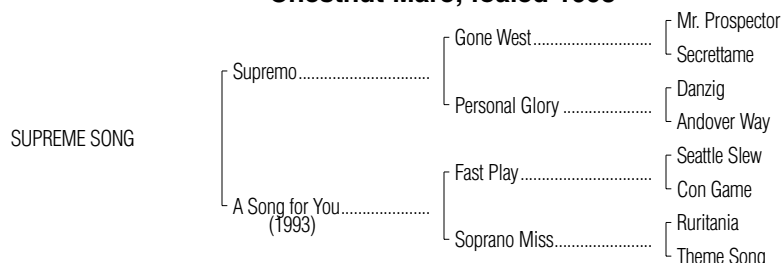 Gone West
Mr. Prospector
Secrettame
Supremo
Personal Glory
Danzig
Andover Way
SUPREME SONG
Fast Play
Seattle Slew
Con Game
A Song for You
(1993)
Soprano Miss
Ruritania
Theme Song